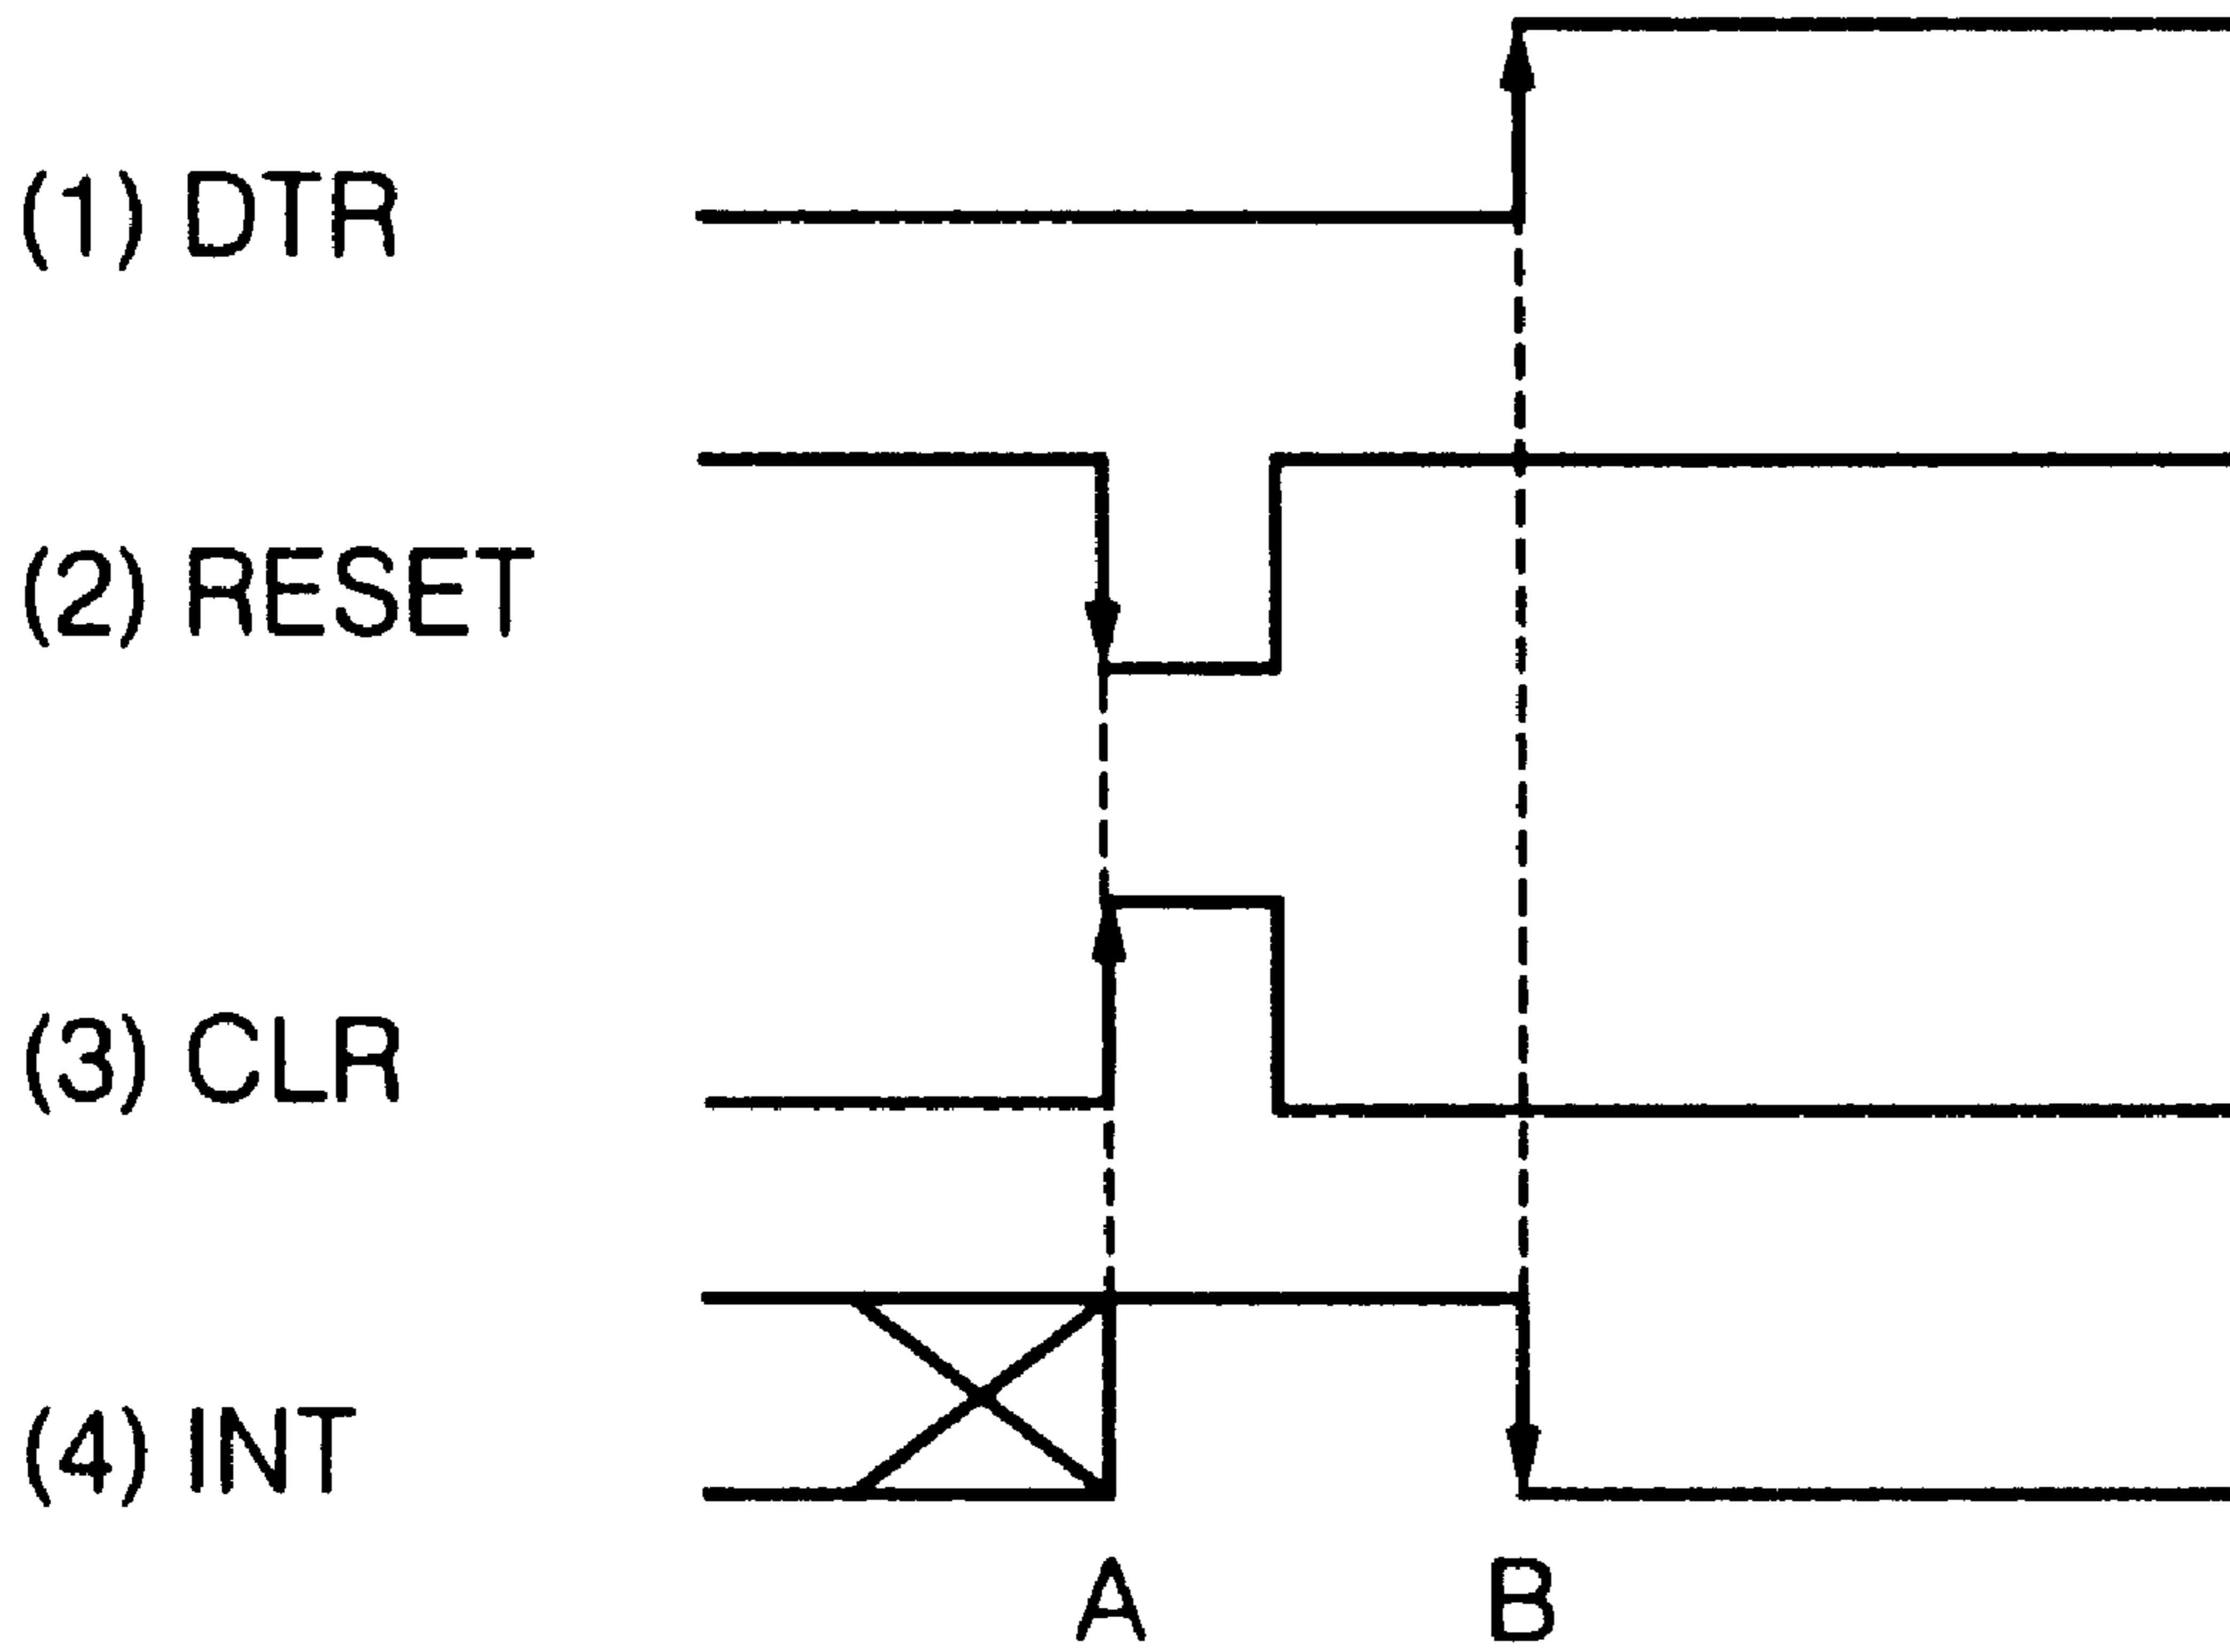 (1) DTR
(2) RESET
(3) CLR
(4) INT
A B